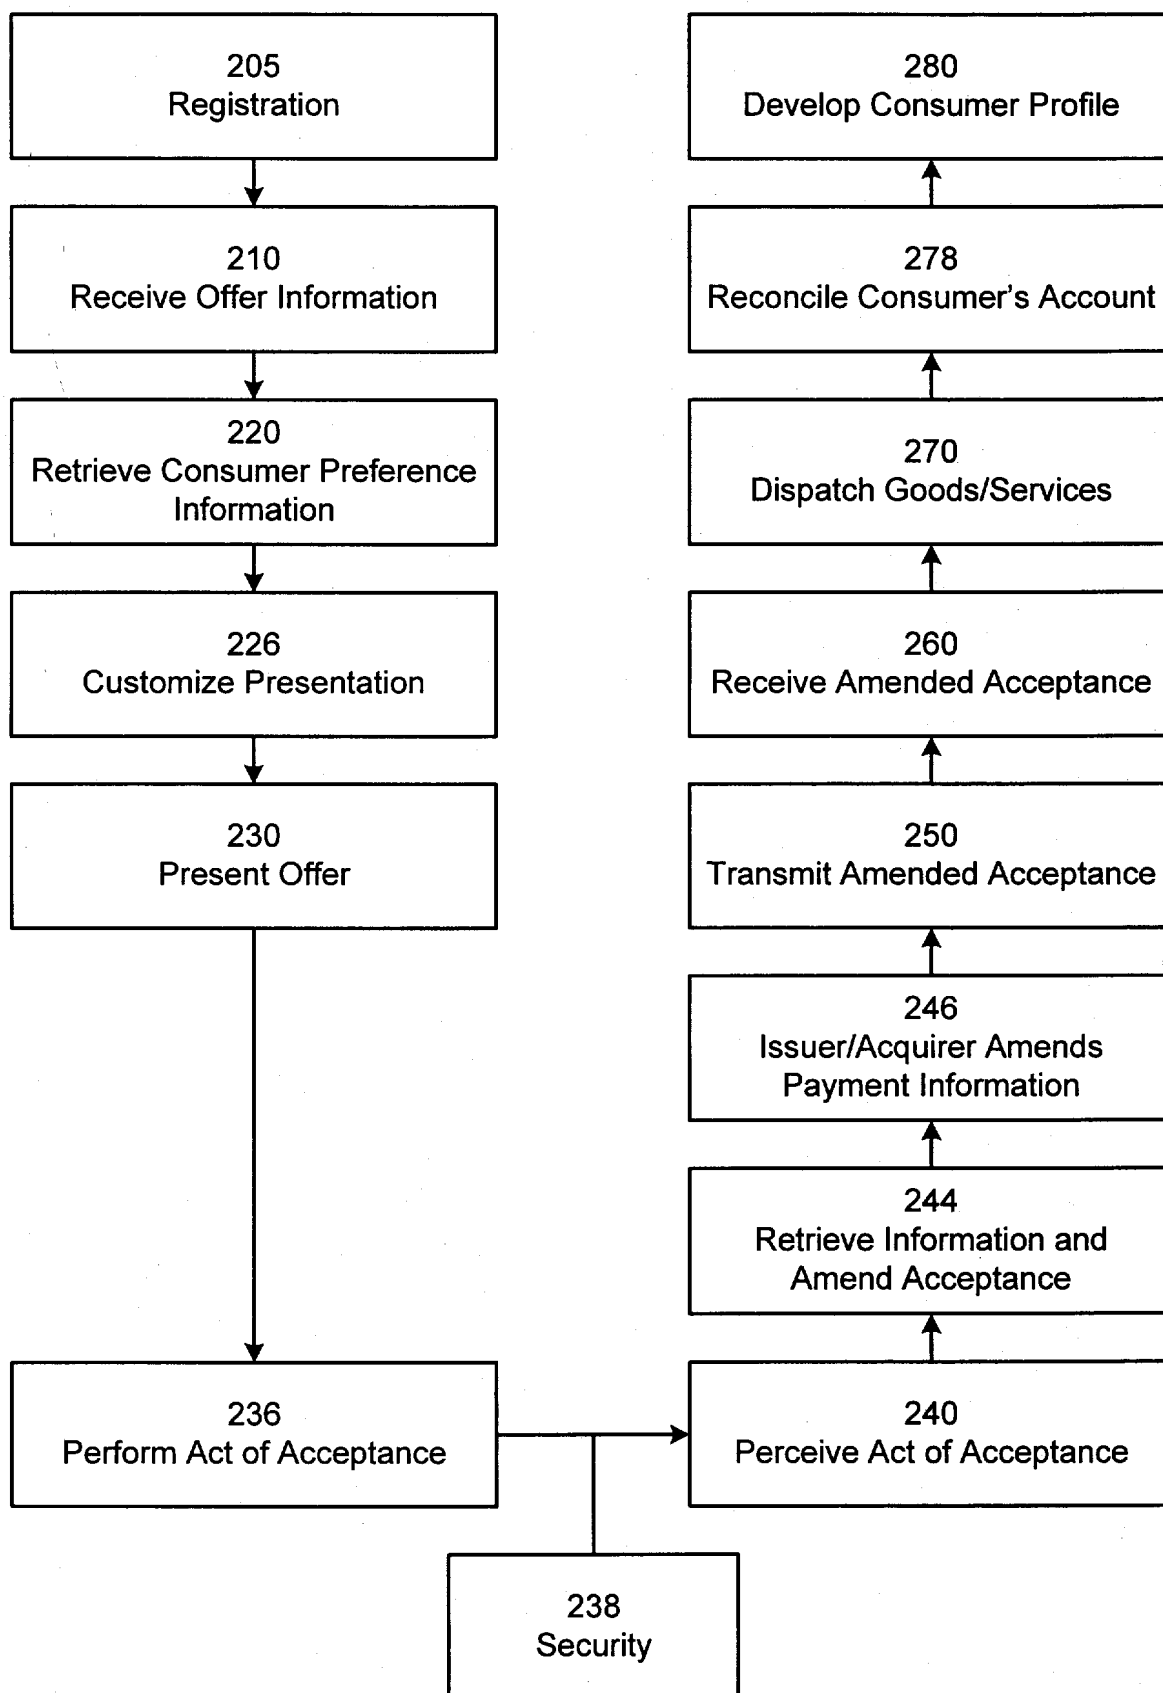 205
Registration
210
Receive Offer Information
220
Retrieve Consumer Preference
Information
226
Customize Presentation
230
Present Offer
236
Perform Act of Acceptance
238
Security
240
Perceive Act of Acceptance
244
Retrieve Information and
Amend Acceptance
246
Issuer/Acquirer Amends
Payment Information
250
Transmit Amended Acceptance
260
Receive Amended Acceptance
270
Dispatch Goods/Services
278
Reconcile Consumer's Account
280
Develop Consumer Profile